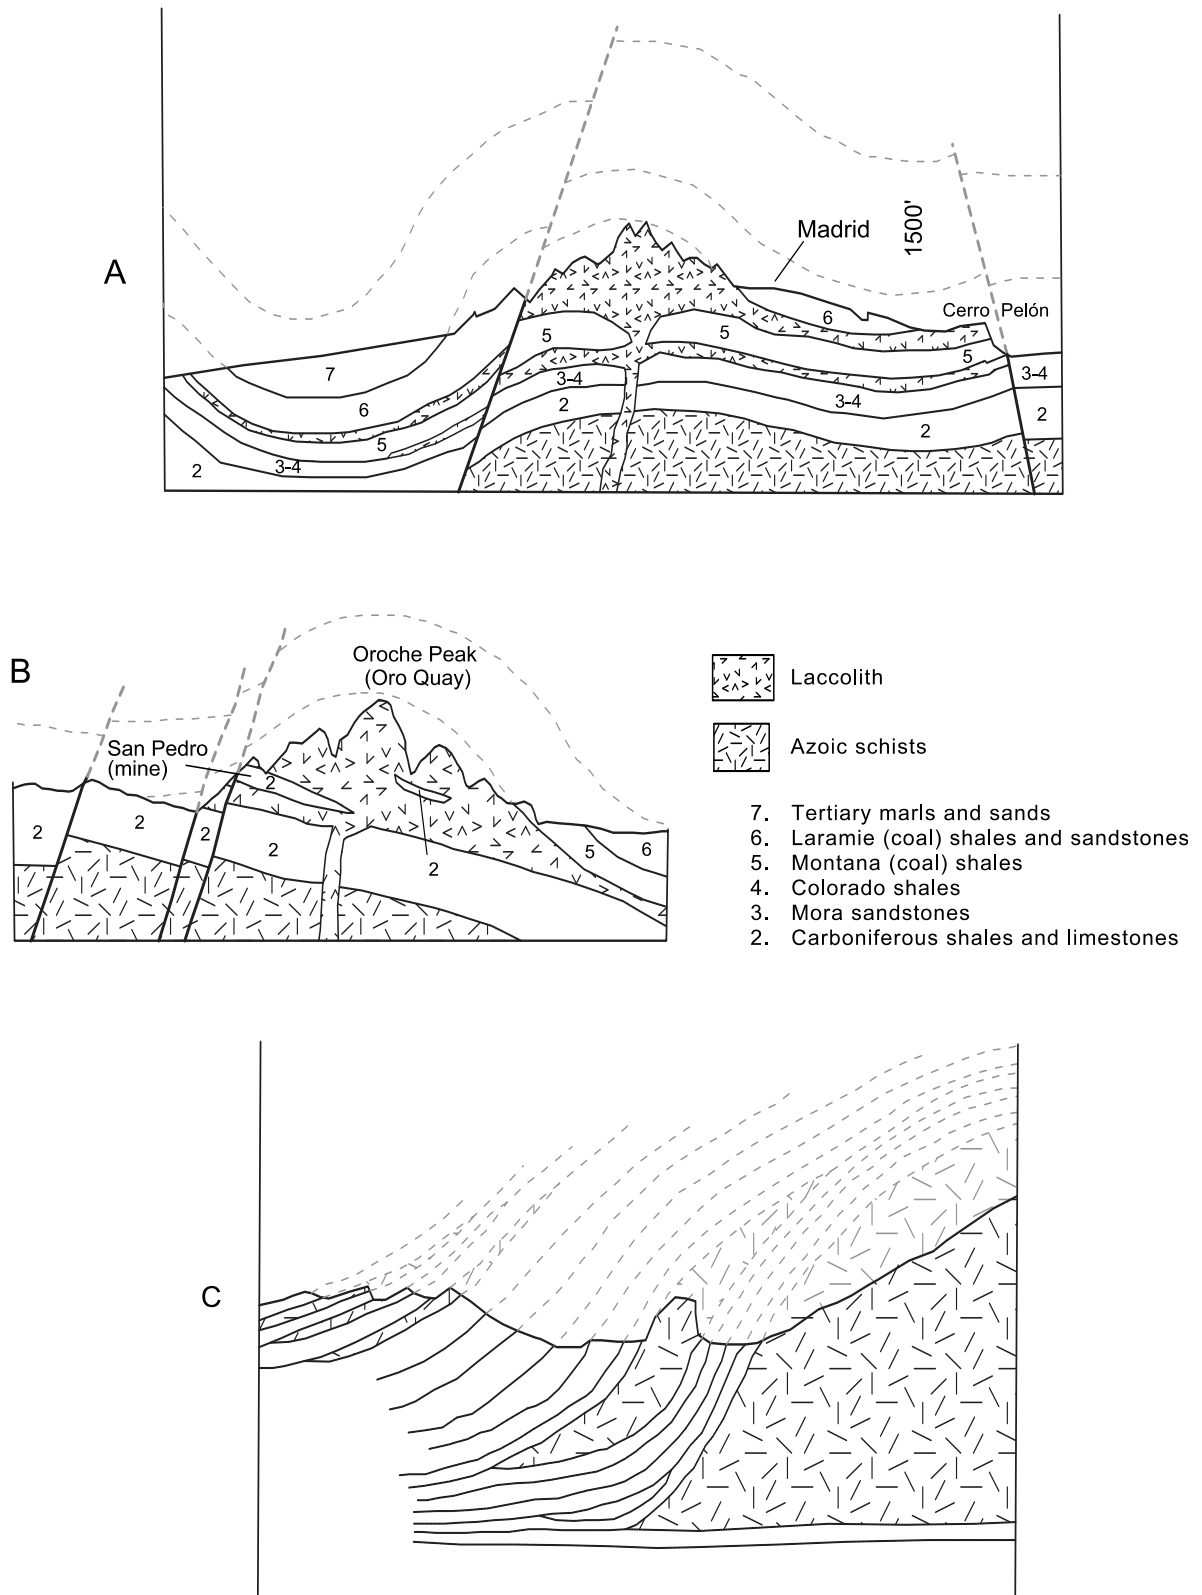 A
Madrid
1500'
Cerro Pelón
6
5
5
5
3-4
7
6
3-4
3-4
2
5
2
2
2
3-4
2
B
Oroche Peak
(Oro Quay)
San Pedro
(mine)
2
2
2
2
2
2
5
6
Laccolith
Azoic schists
7. Tertiary marls and sands
6. Laramie (coal) shales and sandstones
5. Montana (coal) shales
4. Colorado shales
3. Mora sandstones
2. Carboniferous shales and limestones
C